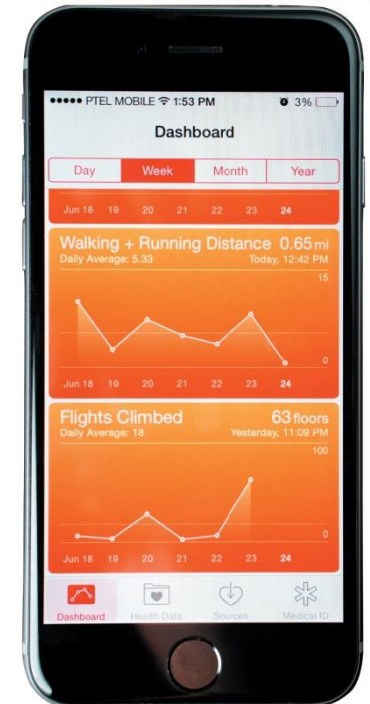 PTEL MOBILE 1:53 PM 3%
Dashboard
Day Week Month Year
Jun 18 19 20 21 22 23 24
Walking + Running Distance 0.65 mi
Daily Average: 5.33 Today, 12:42 PM
15
0
Jun 18 19 20 21 22 23 24
Flights Climbed 63 floors
Daily Average: 18 Yesterday, 11:09 PM
100
0
Jun 18 19 20 21 22 23 24
Dashboard Health Data Sources Medical ID